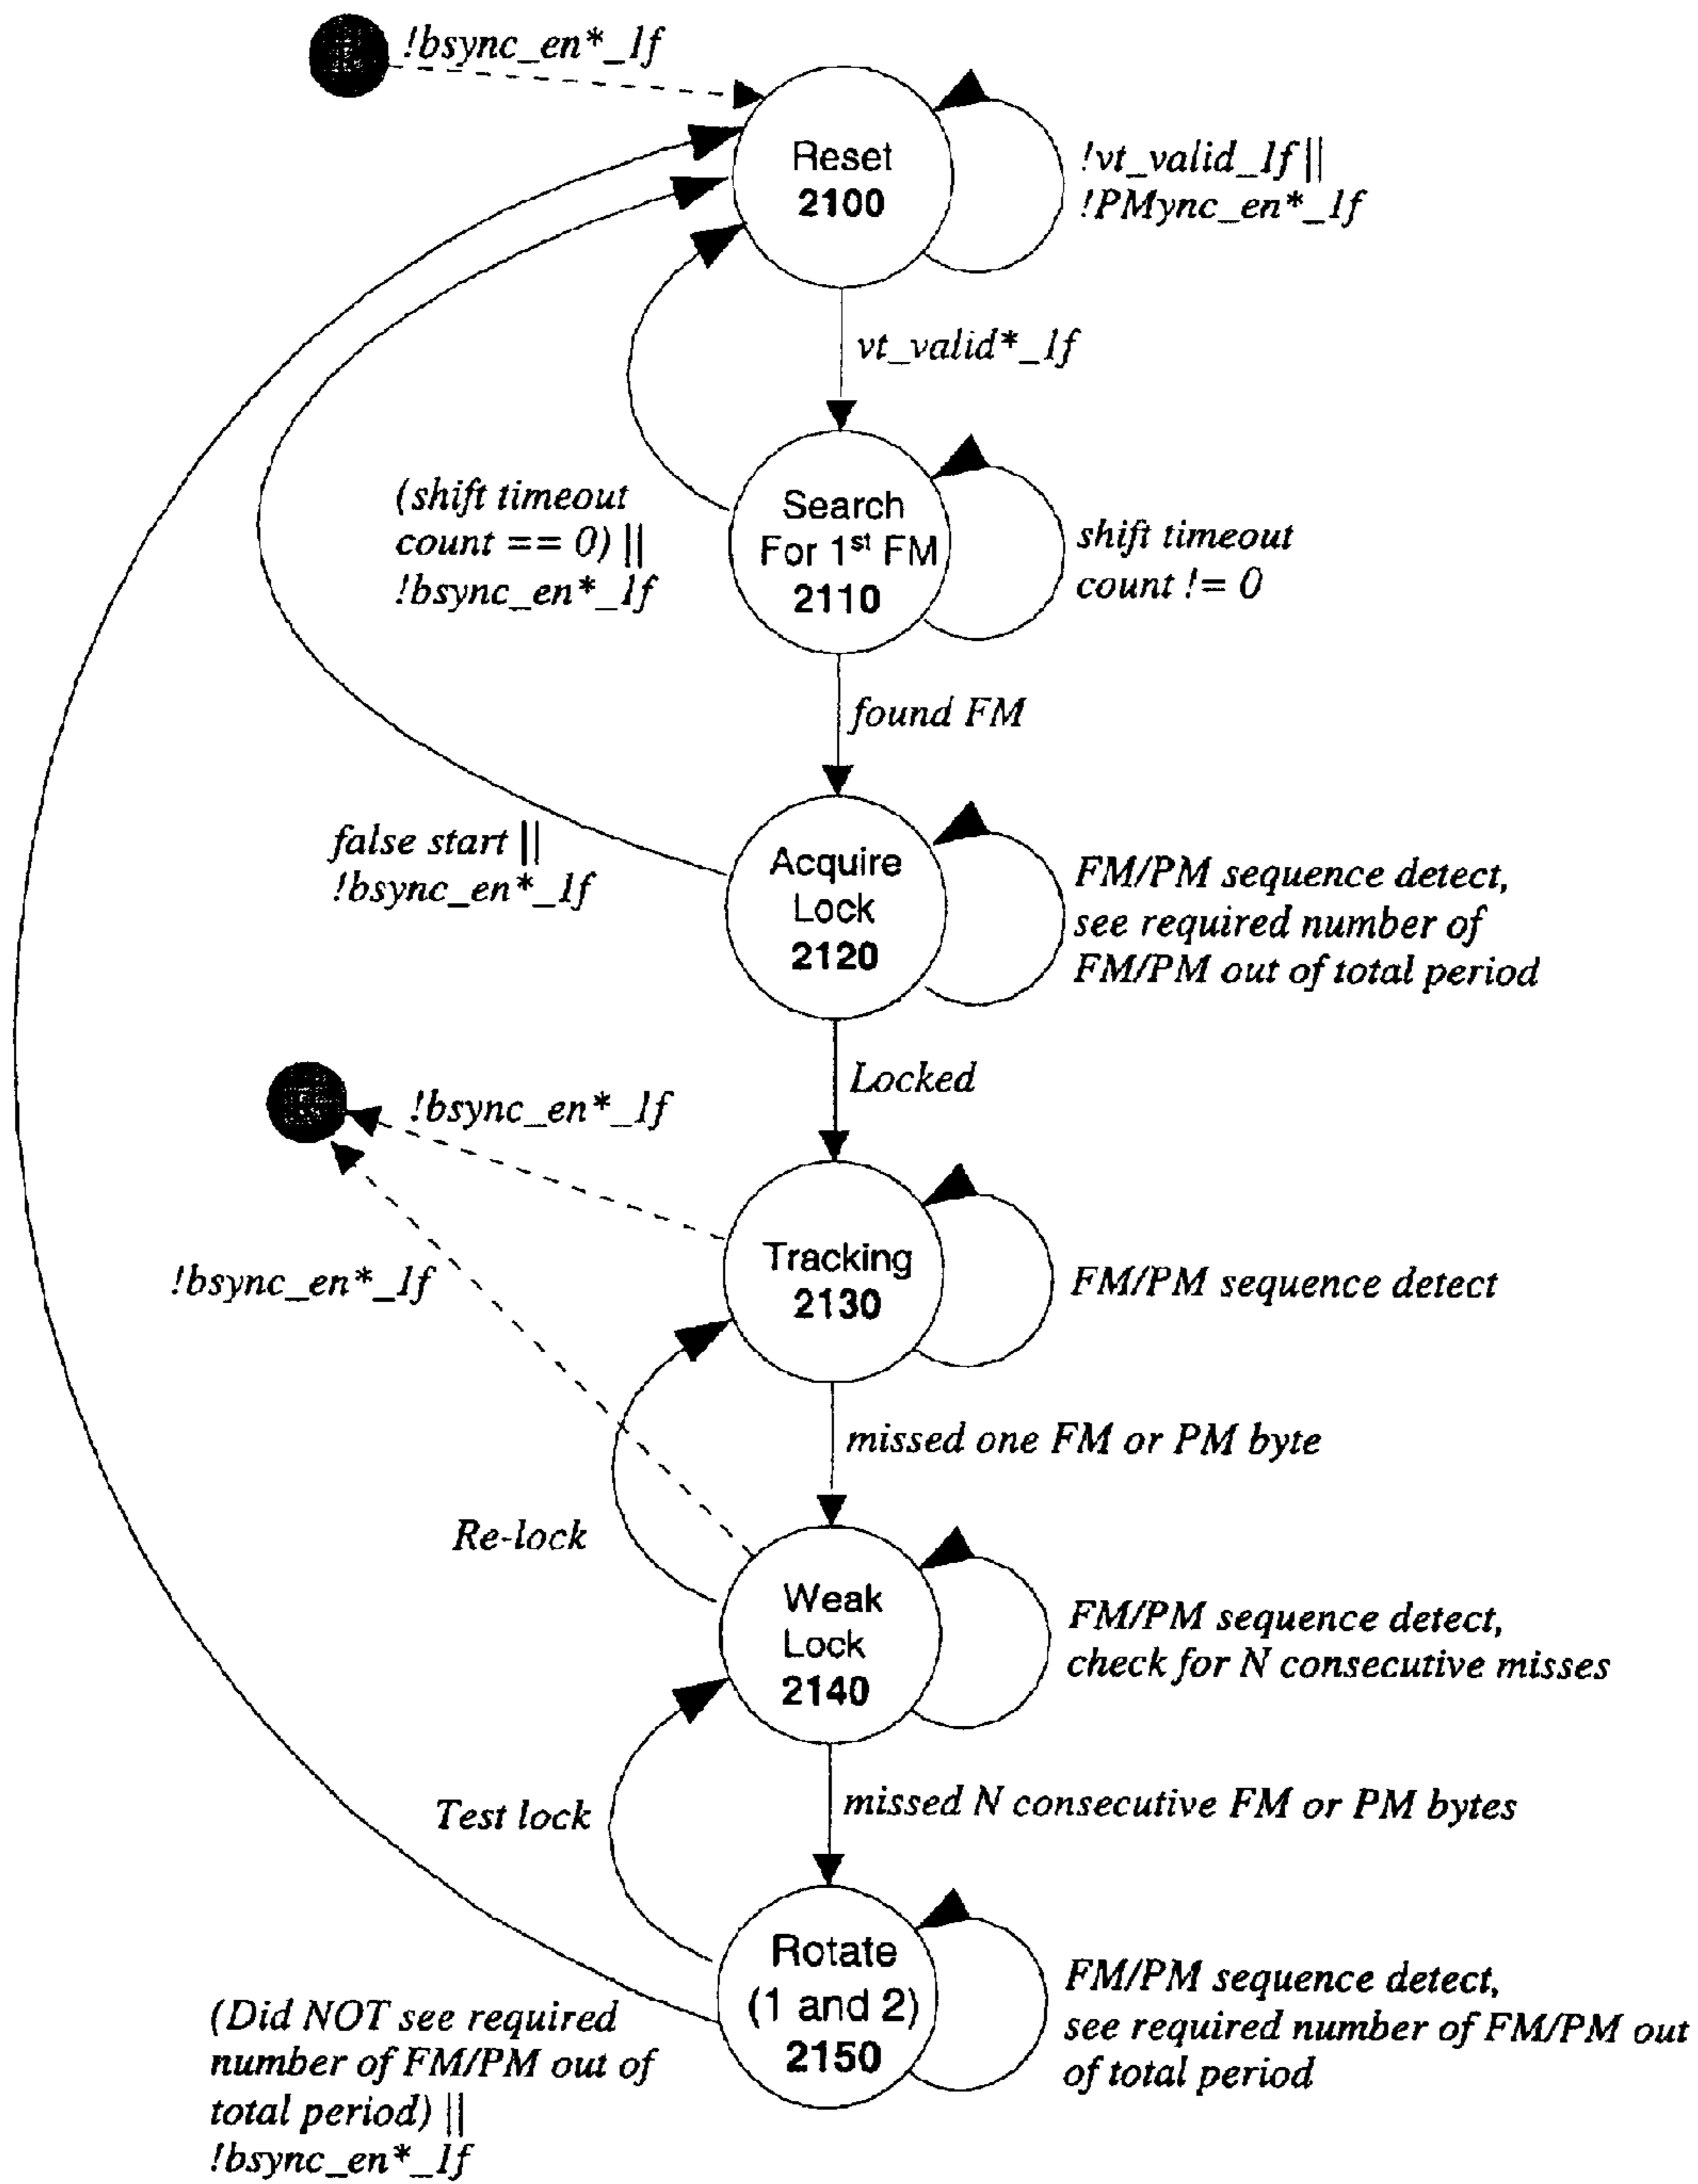 !bsync_en*_1f
Reset
2100
!vt_valid_1f ||
!PMync_en*_1f
vt_valid*_1f
(shift timeout
count == 0) ||
!bsync_en*_1f
Search
For 1st FM
2110
shift timeout
count != 0
found FM
false start ||
!bsync_en*_1f
Acquire
Lock
2120
FM/PM sequence detect,
see required number of
FM/PM out of total period
Locked
!bsync_en*_1f
!bsync_en*_1f
Tracking
2130
FM/PM sequence detect
missed one FM or PM byte
Re-lock
Weak
Lock
2140
FM/PM sequence detect,
check for N consecutive misses
Test lock
missed N consecutive FM or PM bytes
Rotate
(1 and 2)
2150
FM/PM sequence detect,
see required number of FM/PM out
of total period
(Did NOT see required
number of FM/PM out of
total period) ||
!bsync_en*_1f